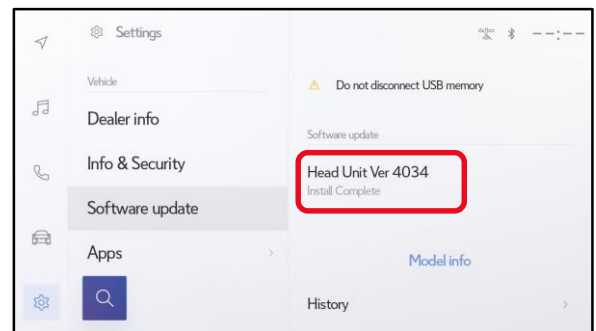 Settings
--:--
Vehicle
Dealer info
Info & Security
Software update
Apps
Do not disconnect USB memory
Software update
Head Unit Ver 4034
Install Complete
Model info
History